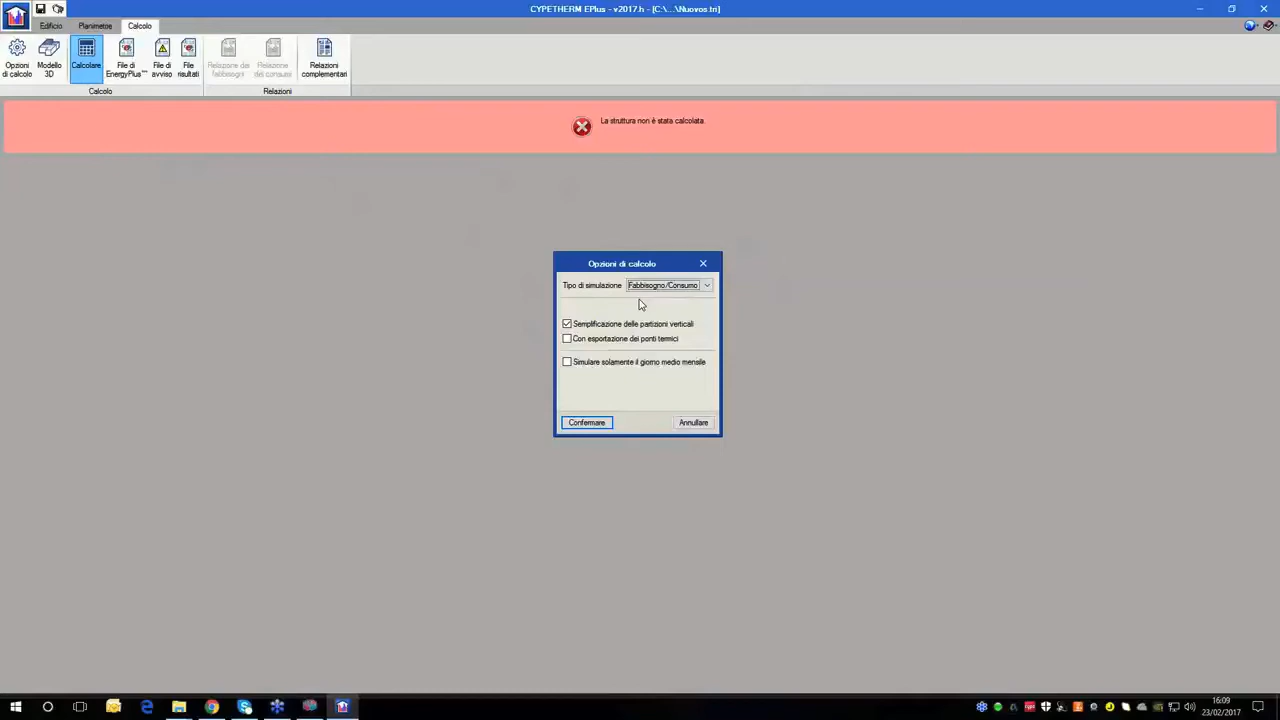 CYPETHERM EPlus - v2017.h - [C:\...\Nuovos.tri]
Edificio Planimetre Calcolo
Opzioni di calcolo
Modello 3D
Calcolare
File di EnergyPlus™
File di avviso
File risultati
Relazione dei fabbisogni
Relazione dei consumi
Relazioni complementari
Calcolo Relazioni
La struttura non è stata calcolata.
Opzioni di calcolo
Tipo di simulazione Fabbisogno/Consumo
Semplificazione delle partizioni verticali
Con esportazione dei ponti termici
Simulare solamente il giorno medio mensile
Confermare Annullare
16:09
23/02/2017